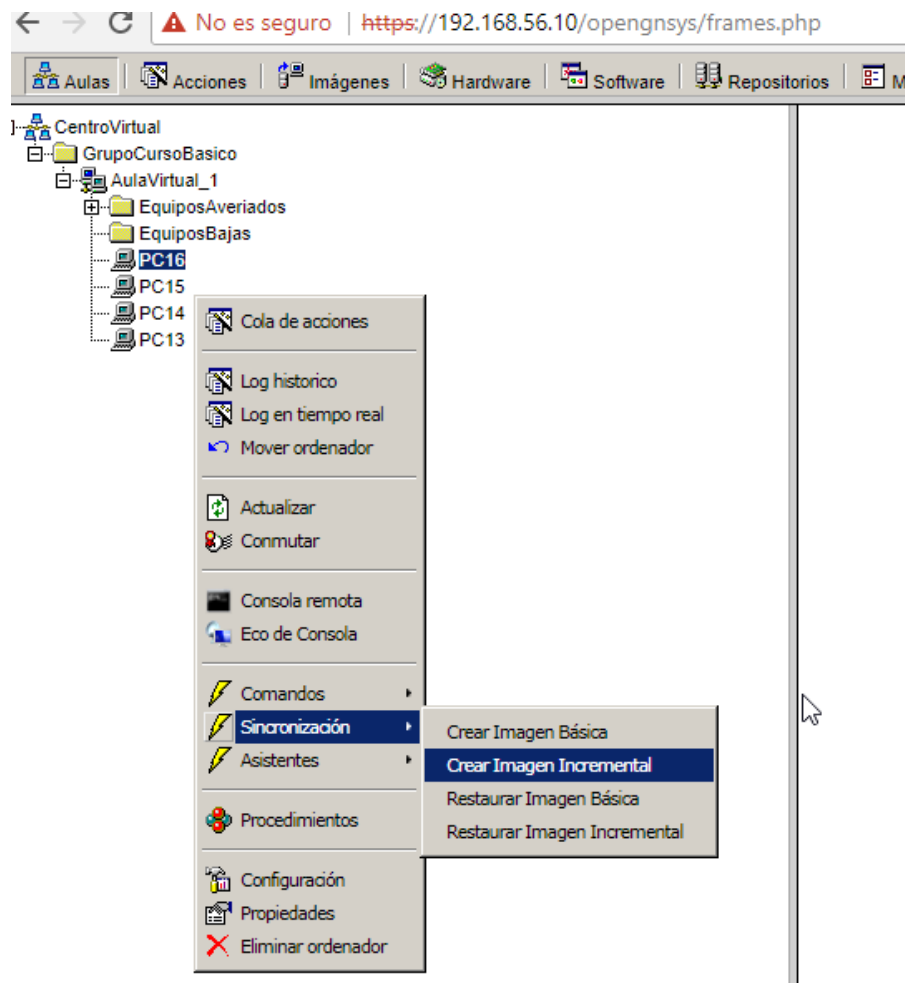 No es seguro | https://192.168.56.10/opengnsys/frames.php
Aulas Acciones Imágenes Hardware Software Repositorios M
CentroVirtual
GrupoCursoBasico
AulaVirtual_1
EquiposAveriados
EquiposBajas
PC16
PC15
PC14
PC13
Cola de acciones
Log historico
Log en tiempo real
Mover ordenador
Actualizar
Conmutar
Consola remota
Eco de Consola
Comandos
Sincronización
Asistentes
Procedimientos
Configuración
Propiedades
Eliminar ordenador
Crear Imagen Básica
Crear Imagen Incremental
Restaurar Imagen Básica
Restaurar Imagen Incremental